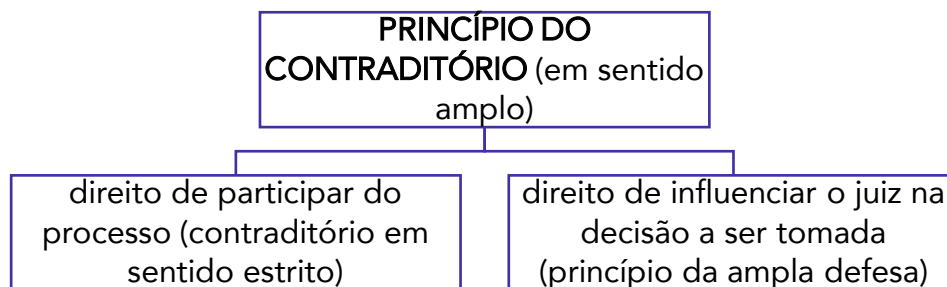 PRINCÍPIO DO
CONTRADITÓRIO (em sentido
amplo)
direito de participar do
processo (contraditório em
sentido estrito)
direito de influenciar o juiz na
decisão a ser tomada
(princípio da ampla defesa)